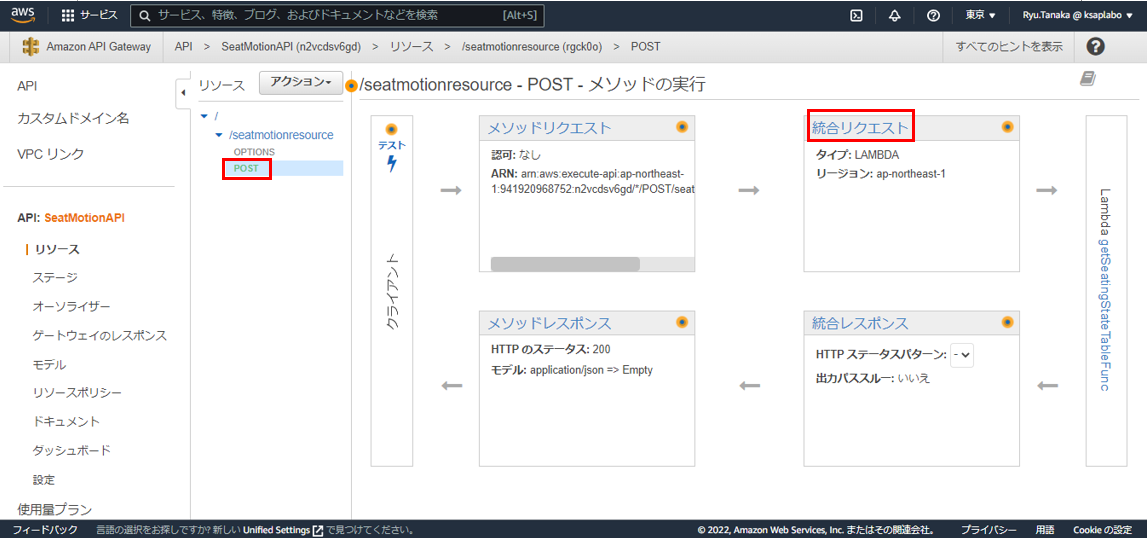 aws
サービス
サービス、特徴、ブログ、およびドキュメントなどを検索
[Alt+S]
東京
Ryu.Tanaka @ ksaplabo
Amazon API Gateway
API > SeatMotionAPI (n2vcdsv6gd) > リソース > /seatmotionresource (rgck0o) > POST
すべてのヒントを表示
API
カスタムドメイン名
VPC リンク
API: SeatMotionAPI
リソース
ステージ
オーソライザー
ゲートウェイのレスポンス
モデル
リソースポリシー
ドキュメント
ダッシュボード
設定
使用量プラン
リソース
アクション
/
/seatmotionresource
OPTIONS
POST
/seatmotionresource - POST - メソッドの実行
テスト
クライアント
メソッドリクエスト
認可: なし
ARN: arn:aws:execute-api:ap-northeast-
1:941920968752:n2vcdsv6gd/*/POST/seat
統合リクエスト
タイプ: LAMBDA
リージョン: ap-northeast-1
Lambda getSeatingStateTableFunc
メソッドレスポンス
HTTP のステータス: 200
モデル: application/json => Empty
統合レスポンス
HTTP ステータスパターン: -
出力パススルー: いいえ
フィードバック
言語の選択をお探しですか? 新しい Unified Settings で見つけてください。
© 2022, Amazon Web Services, Inc. またはその関連会社。
プライバシー
用語
Cookie の設定